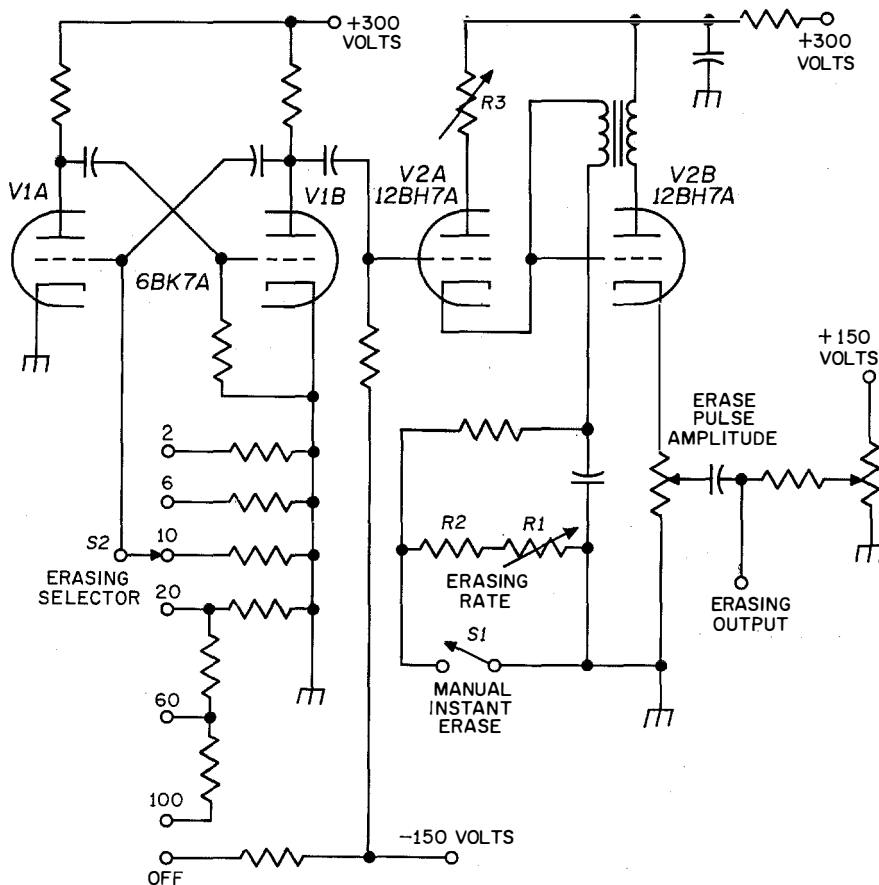 +300
VOLTS
+300
VOLTS
R3
V1A
V1B
V2A
12BH7A
V2B
12BH7A
6BK7A
+150
VOLTS
ERASE
PULSE
AMPLITUDE
2
6
S2
10
ERASING
SELECTOR
20
R2
R1
ERASING
RATE
ERASING
OUTPUT
S1
MANUAL
INSTANT
ERASE
60
100
-150 VOLTS
OFF